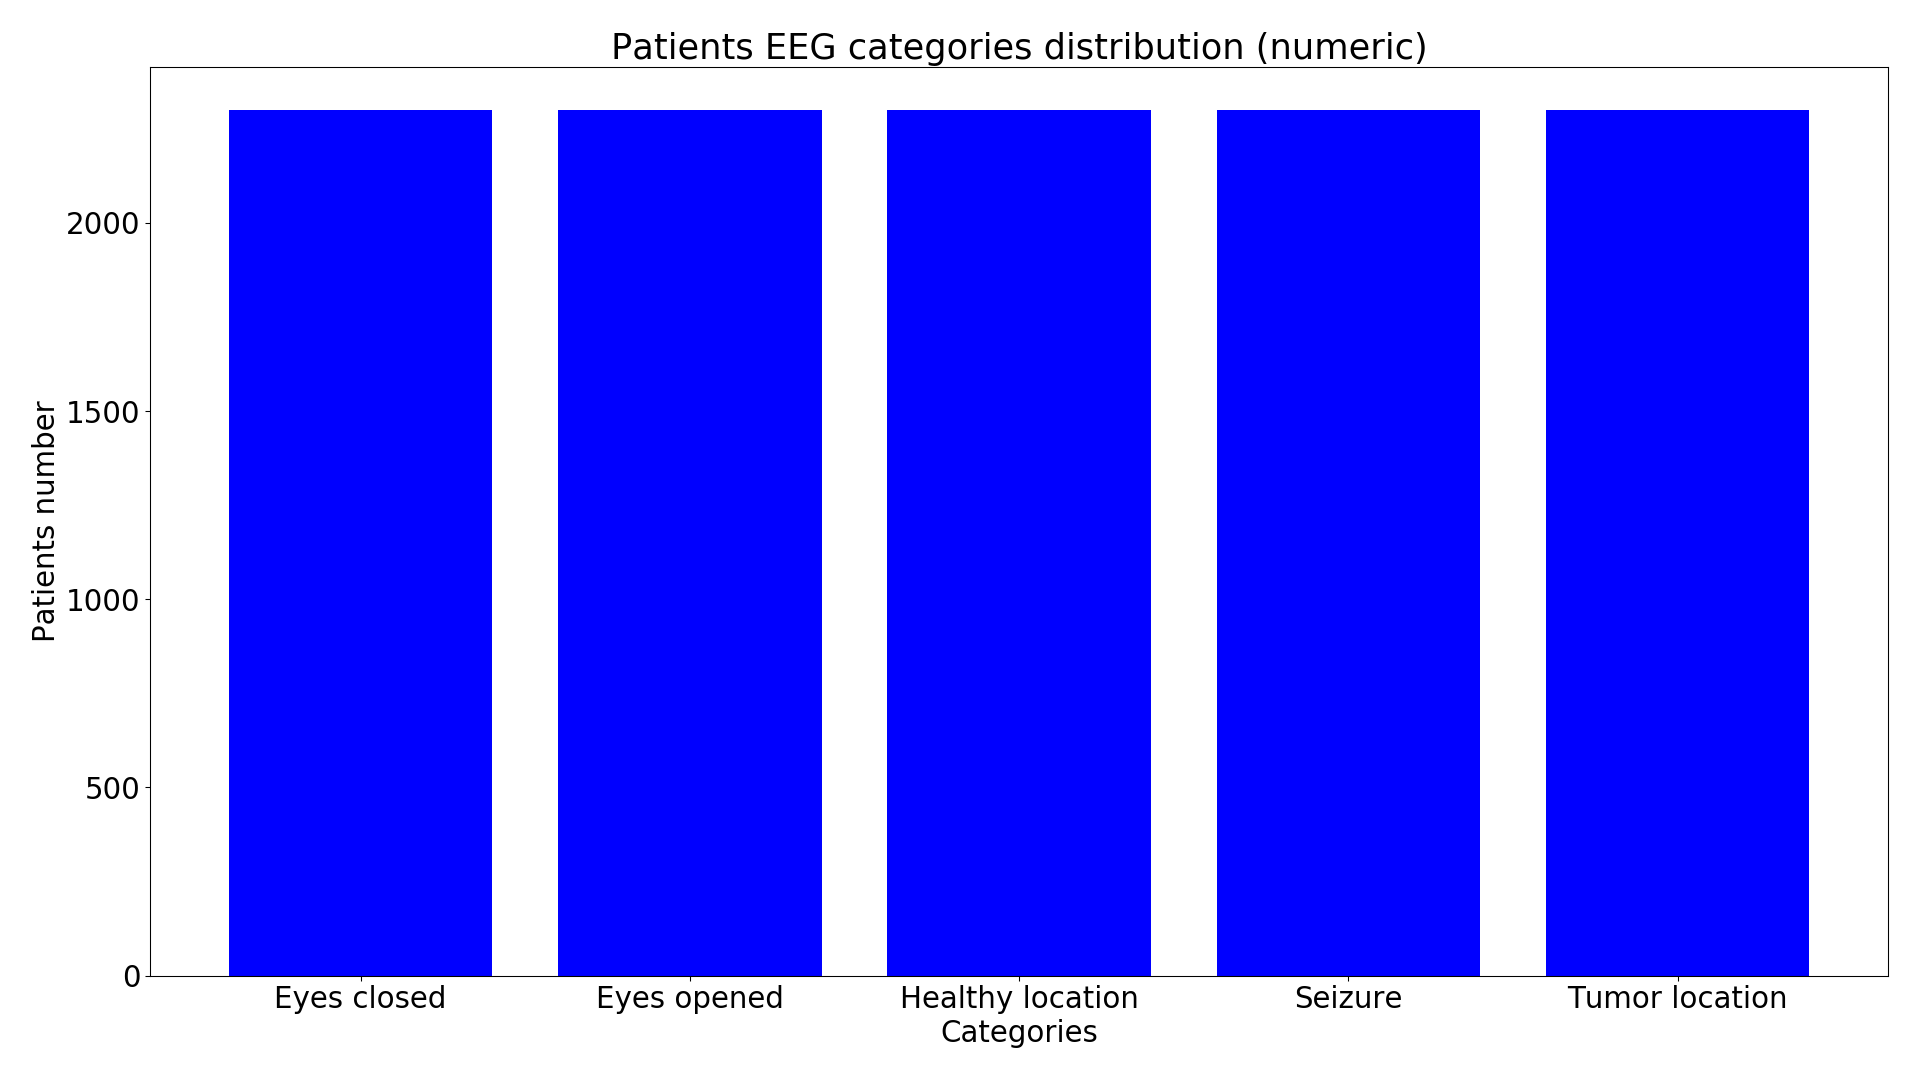 Patients EEG categories distribution (numeric)
Patients number
2000
1500
1000
500
0
Eyes closed Eyes opened Healthy location Seizure Tumor location
Categories